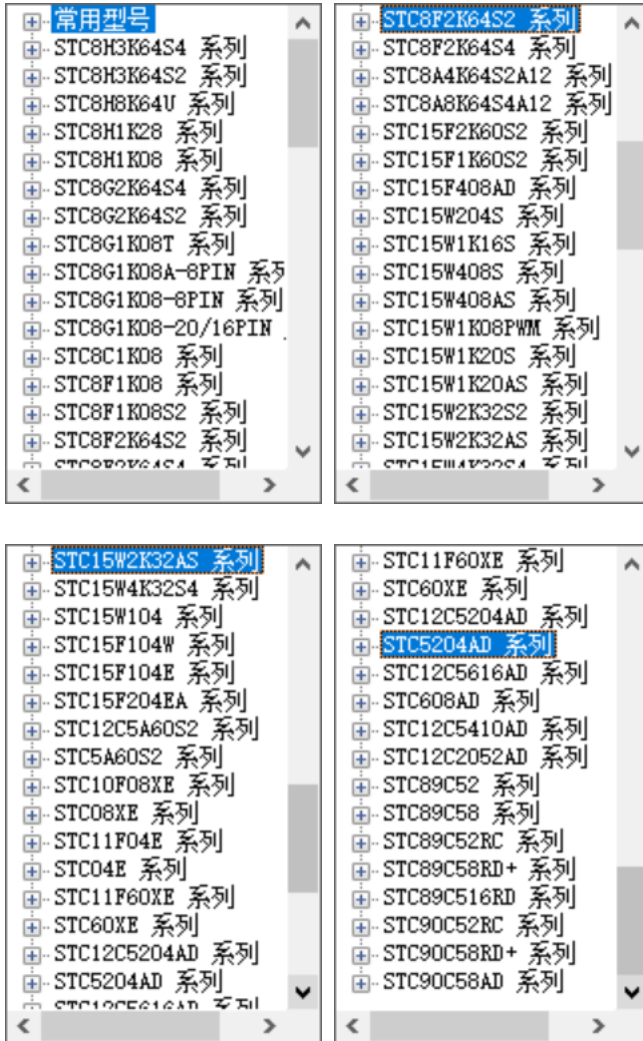 常用型号
STC8H3K64S4 系列
STC8H3K64S2 系列
STC8H8K64U 系列
STC8H1K28 系列
STC8H1K08 系列
STC8G2K64S4 系列
STC8G2K64S2 系列
STC8G1K08T 系列
STC8G1K08A-8PIN 系列
STC8G1K08-8PIN 系列
STC8G1K08-20/16PIN
STC8C1K08 系列
STC8F1K08 系列
STC8F1K08S2 系列
STC8F2K64S2 系列
STC8F2K64S4 系列
STC8F2K64S2 系列
STC8F2K64S4 系列
STC8A4K64S2A12 系列
STC8A8K64S4A12 系列
STC15F2K60S2 系列
STC15F1K60S2 系列
STC15F408AD 系列
STC15W204S 系列
STC15W1K16S 系列
STC15W408S 系列
STC15W408AS 系列
STC15W1K08PWM 系列
STC15W1K20S 系列
STC15W1K20AS 系列
STC15W2K32S2 系列
STC15W2K32AS 系列
STC15W4K32S4 系列
STC15W2K32AS 系列
STC15W4K32S4 系列
STC15W104 系列
STC15F104W 系列
STC15F104E 系列
STC15F204EA 系列
STC12C5A60S2 系列
STC5A60S2 系列
STC10F08XE 系列
STC08XE 系列
STC11F04E 系列
STC04E 系列
STC11F60XE 系列
STC60XE 系列
STC12C5204AD 系列
STC5204AD 系列
STC12C5616AD 系列
STC11F60XE 系列
STC60XE 系列
STC12C5204AD 系列
STC5204AD 系列
STC12C5616AD 系列
STC608AD 系列
STC12C5410AD 系列
STC12C2052AD 系列
STC89C52 系列
STC89C58 系列
STC89C52RC 系列
STC89C58RD+ 系列
STC89C516RD 系列
STC90C52RC 系列
STC90C58RD+ 系列
STC90C58AD 系列